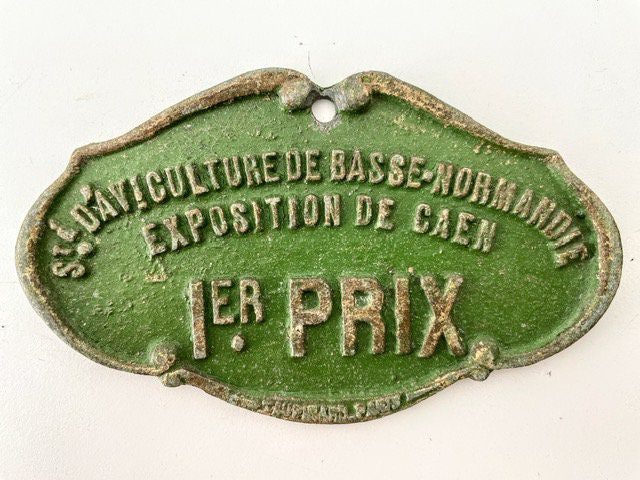 Sté D'AVICULTURE DE BASSE-NORMANDIE
EXPOSITION DE CAEN
1ER. PRIX